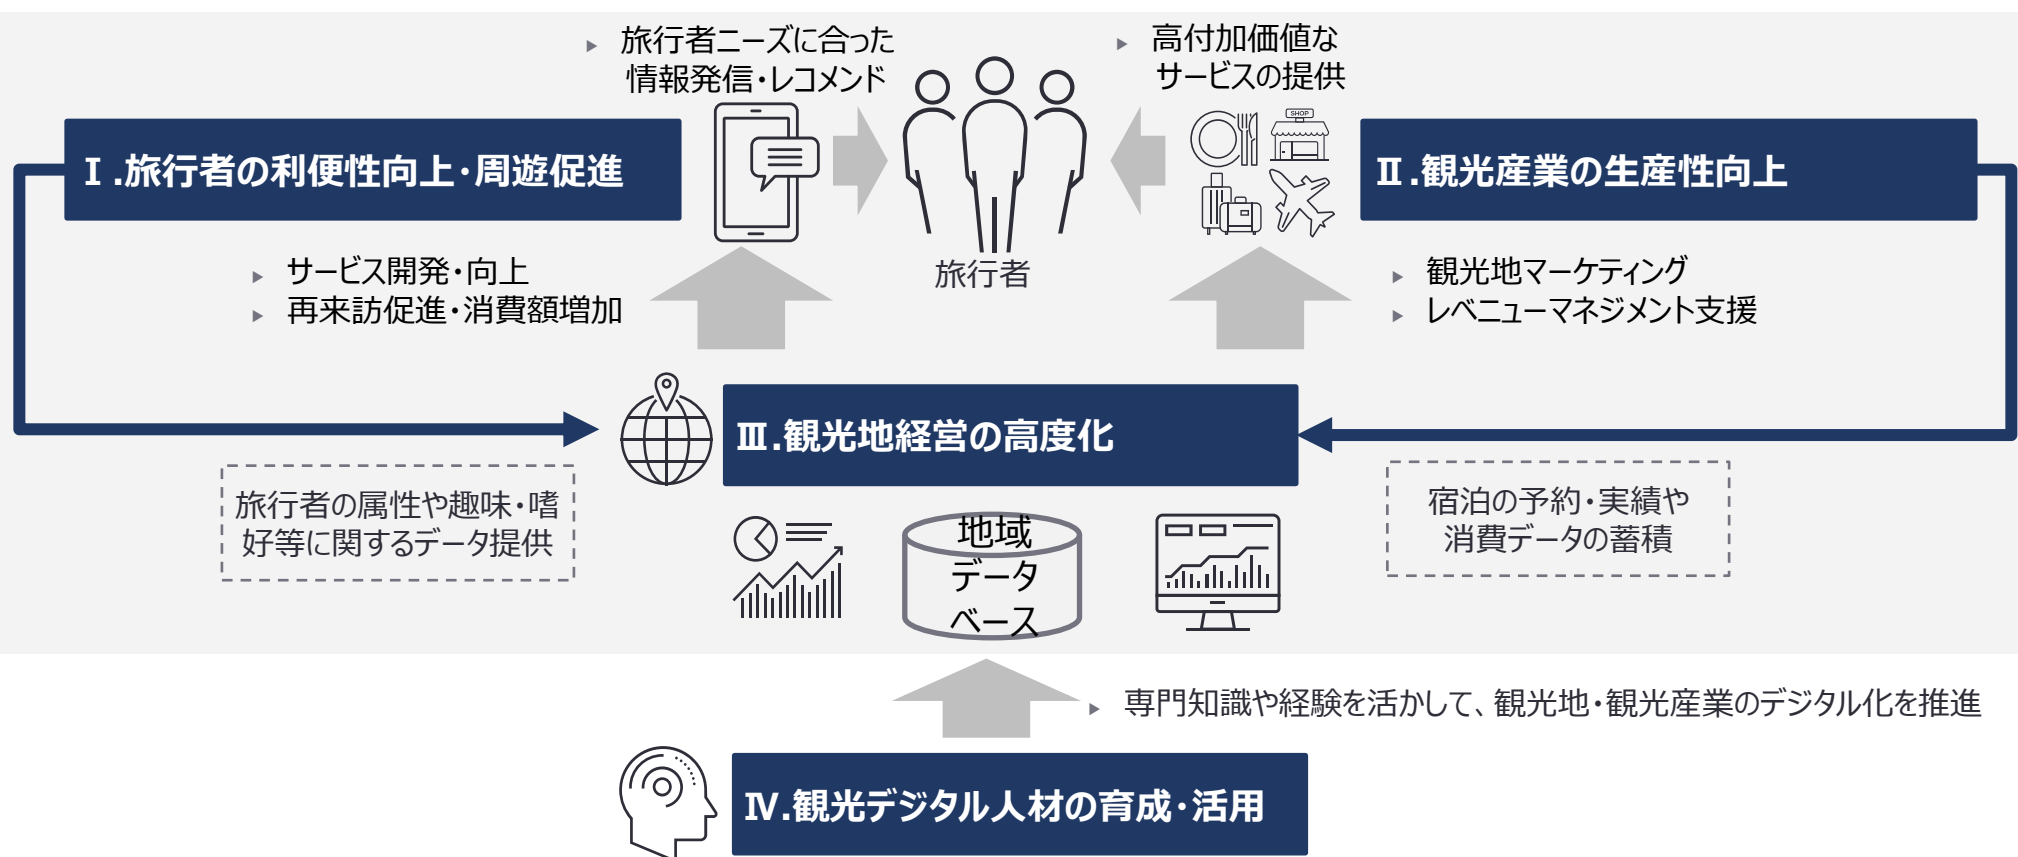 旅行者ニーズに合った
情報発信・レコメンド
高付加価値な
サービスの提供
SHOP
Ⅰ.旅行者の利便性向上・周遊促進
Ⅱ.観光産業の生産性向上
旅行者
サービス開発・向上
再来訪促進・消費額増加
観光地マーケティング
レベニューマネジメント支援
Ⅲ.観光地経営の高度化
旅行者の属性や趣味・嗜
好等に関するデータ提供
宿泊の予約・実績や
消費データの蓄積
地域
データ
ベース
専門知識や経験を活かして、観光地・観光産業のデジタル化を推進
Ⅳ.観光デジタル人材の育成・活用